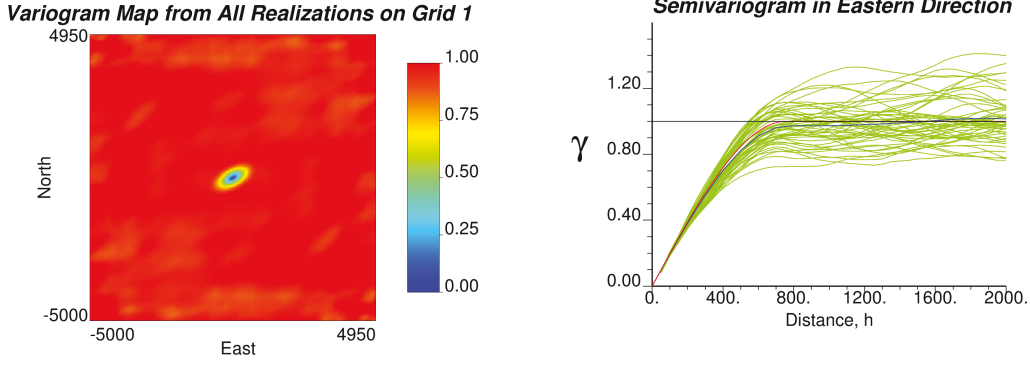 Variogram Map from All Realizations on Grid 1
4950
North
-5000
-5000
4950
East
1.00
0.75
0.50
0.25
0.00
Semivariogram in Eastern Direction
γ
1.20
0.80
0.40
0.00
0. 400. 800. 1200. 1600. 2000.
Distance, h